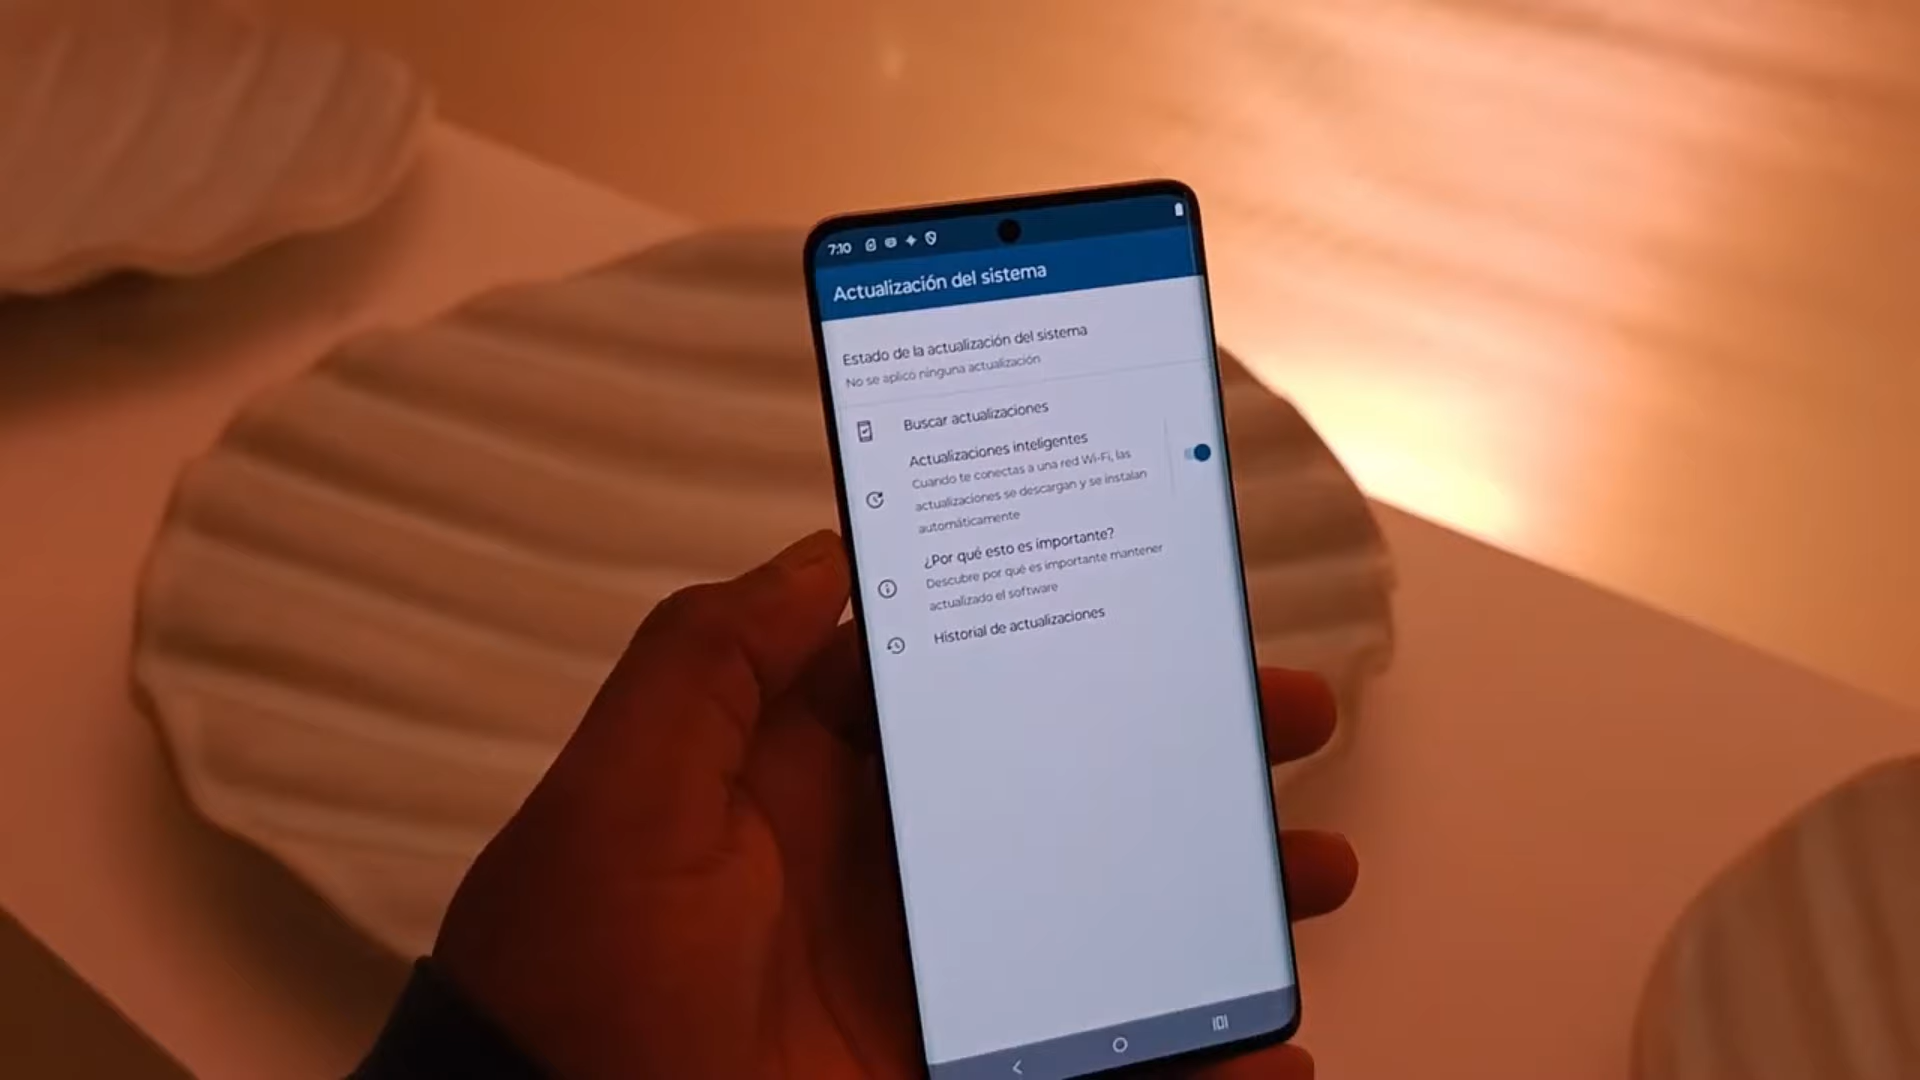 7:10
Actualización del sistema
Estado de la actualización del sistema
No se aplicó ninguna actualización
Buscar actualizaciones
Actualizaciones inteligentes
Cuando te conectas a una red Wi-Fi, las
actualizaciones se descargan y se instalan
automáticamente
¿Por qué esto es importante?
Descubre por qué es importante mantener
actualizado el software
Historial de actualizaciones